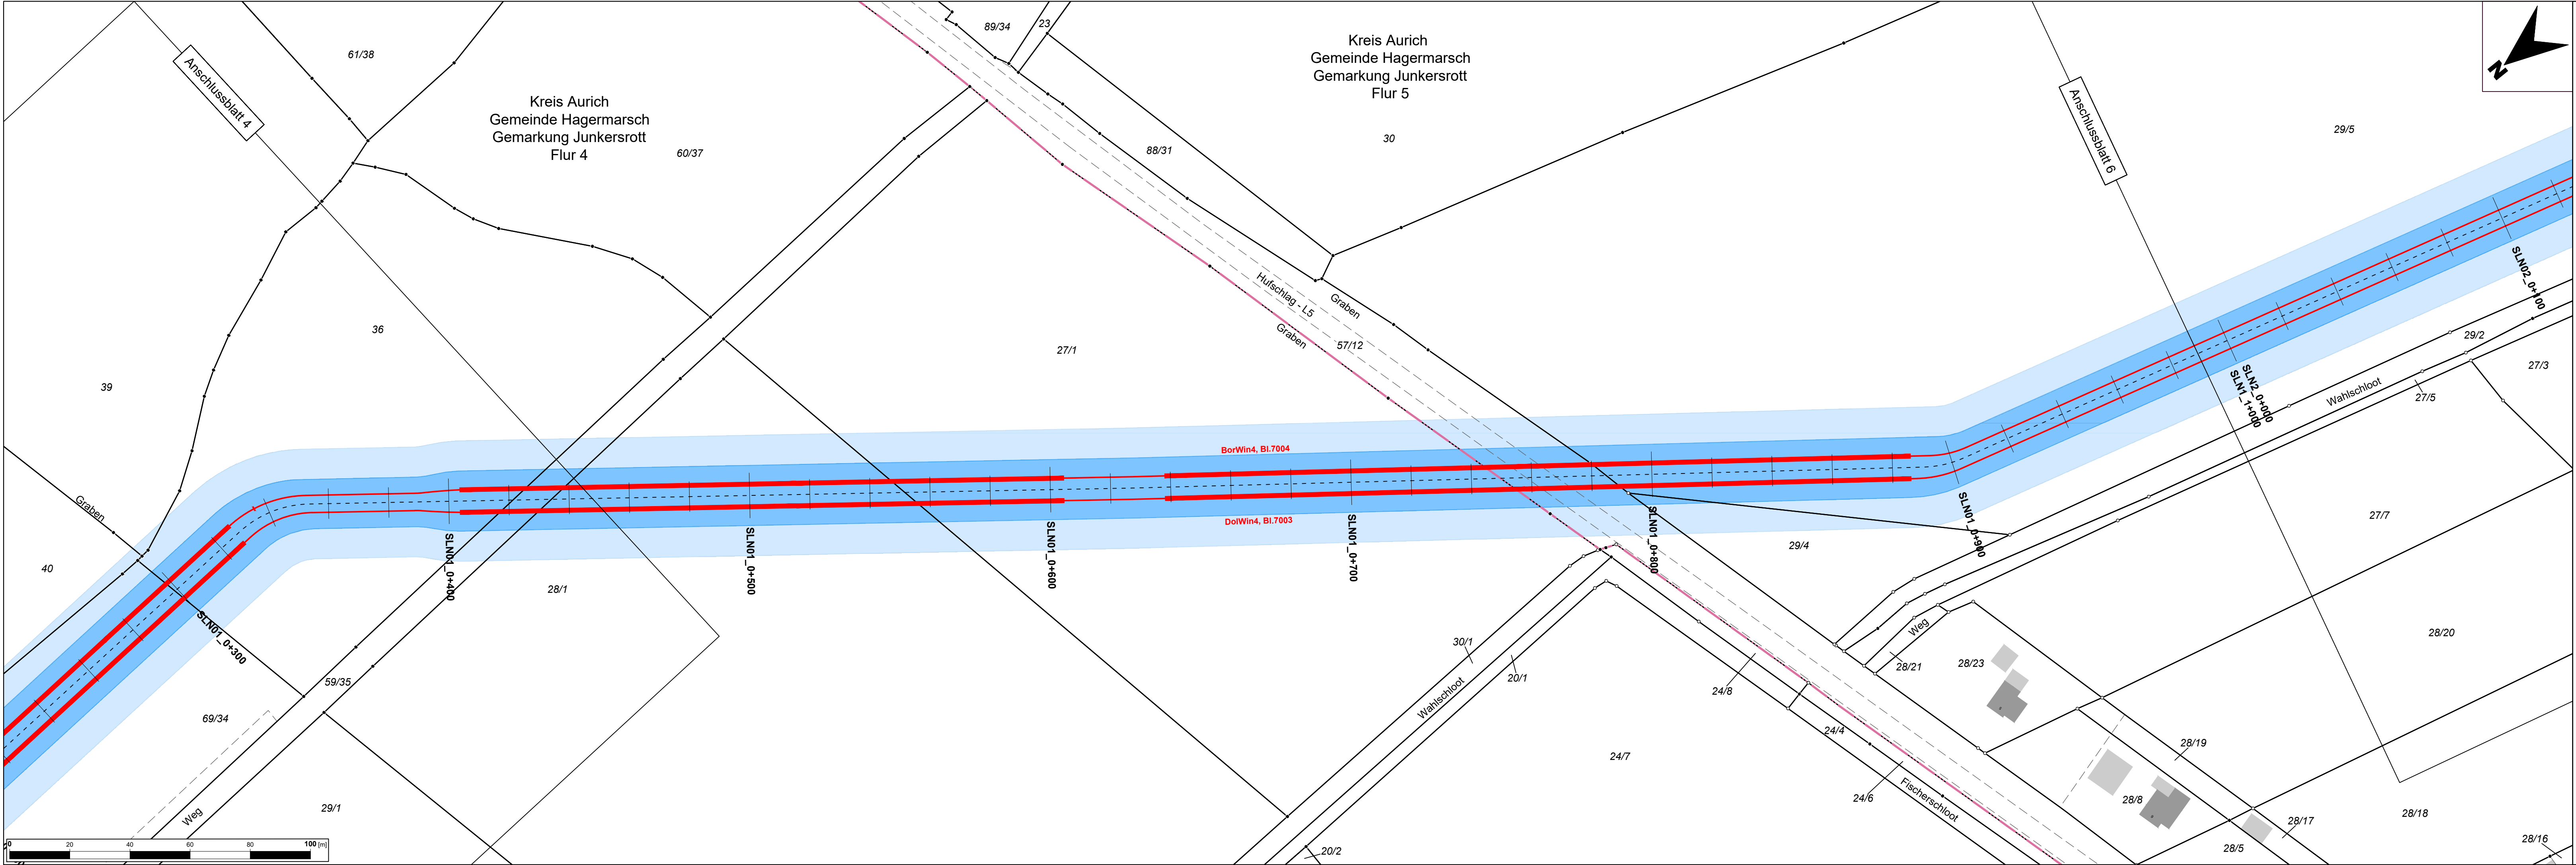 Anschlussblatt 4
61/38
Kreis Aurich
Gemeinde Hagermarsch
Gemarkung Junkersrott
Flur 4
60/37
89/34
23
88/31
Kreis Aurich
Gemeinde Hagermarsch
Gemarkung Junkersrott
Flur 5
30
Anschlussblatt 6
29/5
N
36
39
27/1
Hufschlag - L5
Graben
Graben
57/12
SLN02_0+100
29/2
27/3
SLN2_0+000
SLN1_1+000
Wahlschloot
27/5
BorWin4, Bl.7004
DolWin4, Bl.7003
Graben
40
SLN01_0+300
SLN01_0+400
SLN01_0+500
SLN01_0+600
SLN01_0+700
SLN01_0+800
SLN01_0+900
28/1
29/4
27/7
30/1
20/1
Wahlschloot
Weg
28/21
28/23
28/20
59/35
69/34
24/8
24/4
24/7
24/6
Fischerschloot
28/19
28/8
28/17
28/18
28/5
28/16
29/1
Weg
20/2
0 20 40 60 80 100 [m]